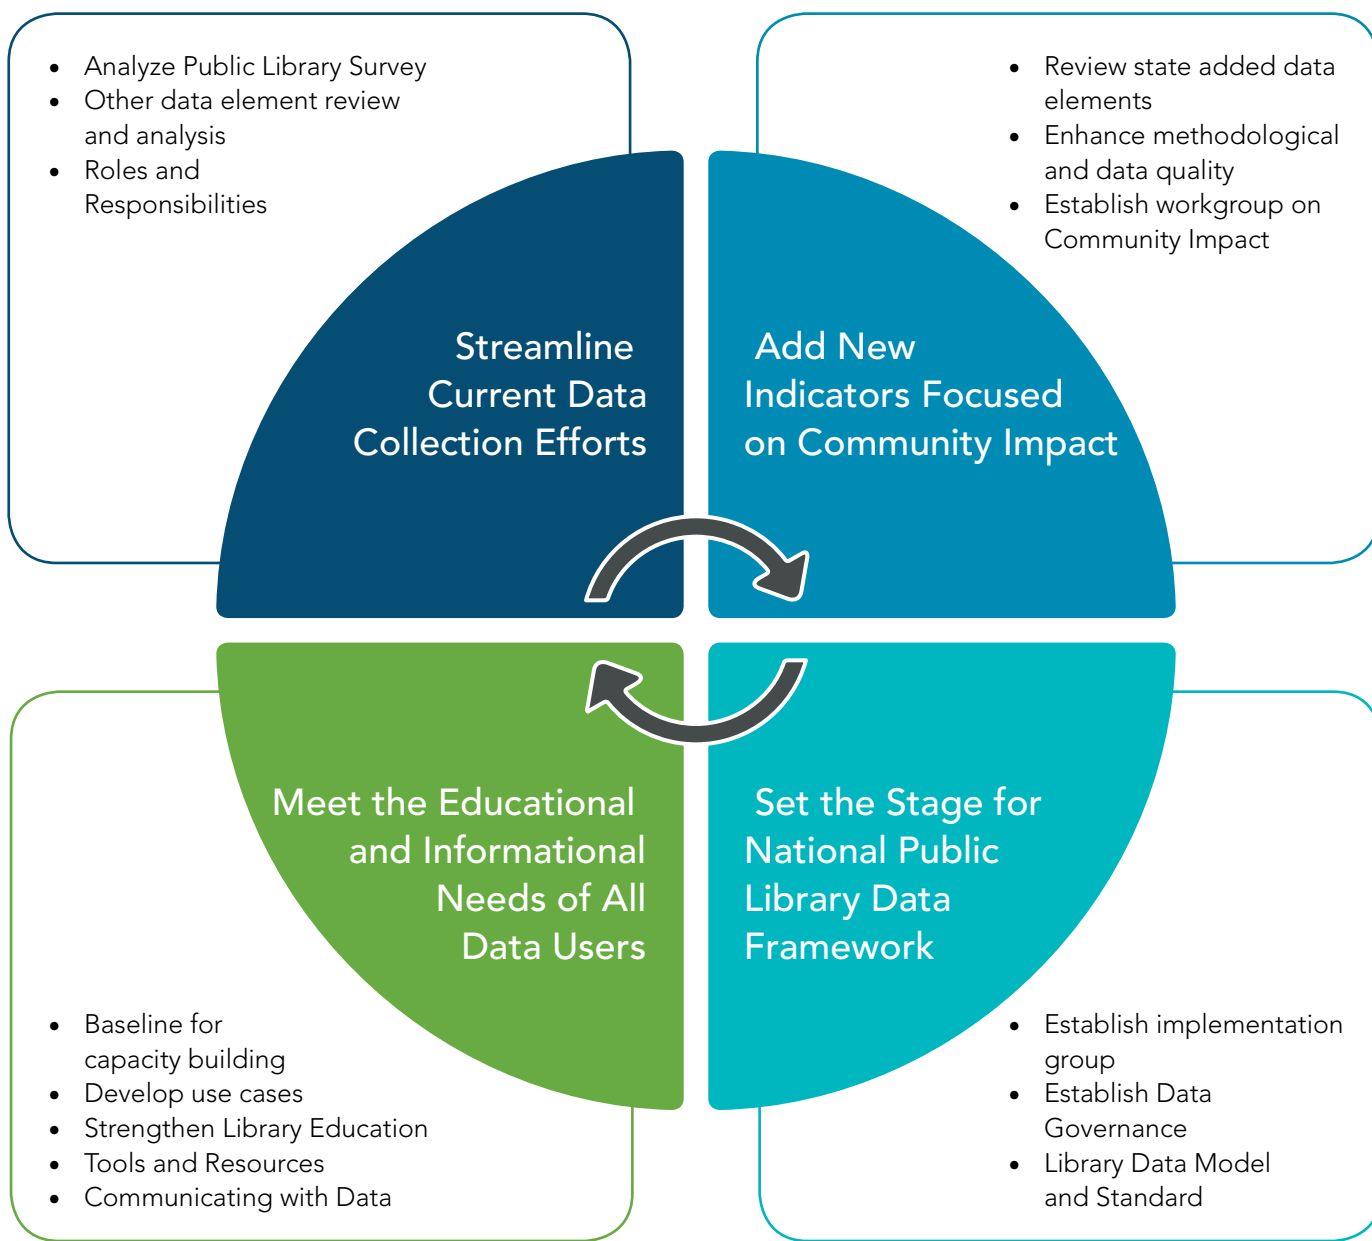 • Analyze Public Library Survey
• Other data element review
and analysis
• Roles and
Responsibilities
• Review state added data
elements
• Enhance methodological
and data quality
• Establish workgroup on
Community Impact
Streamline
Current Data
Collection Efforts
Add New
Indicators Focused
on Community Impact
Meet the Educational
and Informational
Needs of All
Data Users
Set the Stage for
National Public
Library Data
Framework
• Baseline for
capacity building
• Develop use cases
• Strengthen Library Education
• Tools and Resources
• Communicating with Data
• Establish implementation
group
• Establish Data
Governance
• Library Data Model
and Standard